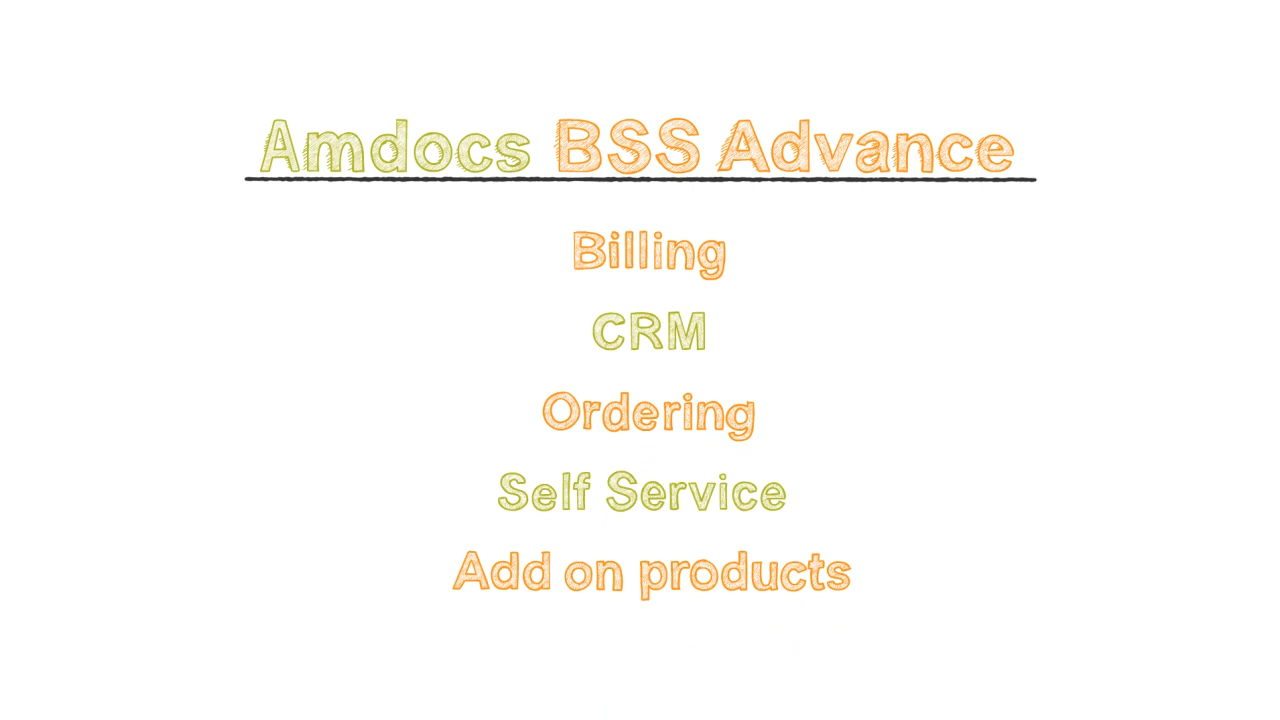 Amdocs BSS Advance
Billing
CRM
Ordering
Self Service
Add on products